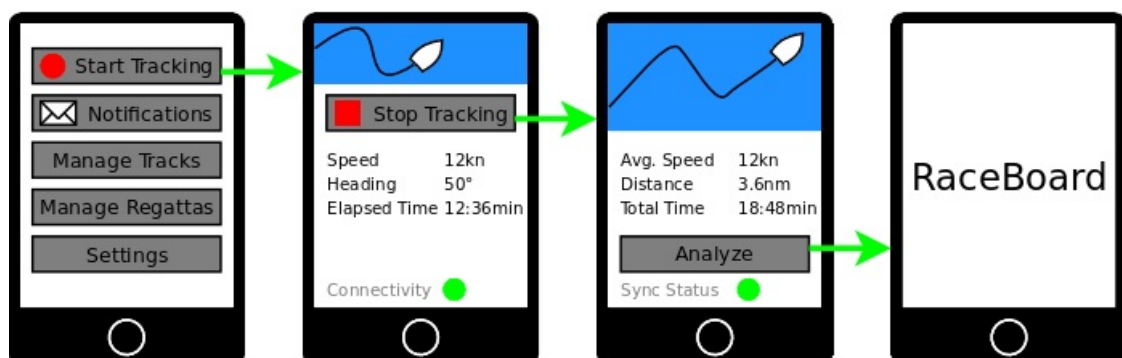 Start Tracking
Notifications
Manage Tracks
Manage Regattas
Settings
Stop Tracking
Speed 12kn
Heading 50°
Elapsed Time 12:36min
Connectivity
Avg. Speed 12kn
Distance 3.6nm
Total Time 18:48min
Analyze
Sync Status
RaceBoard